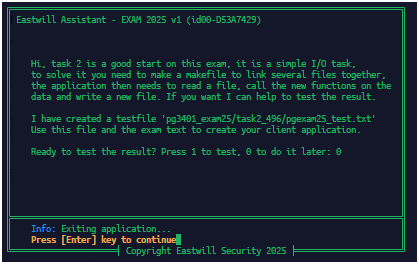 Eastwill Assistant - EXAM 2025 v1 (id00-D53A7429)
Hi, task 2 is a good start on this exam, it is a simple I/O task,
to solve it you need to make a makefile to link several files together,
the application then needs to read a file, call the new functions on the
data and write a new file. If you want I can help to test the result.
I have created a testfile 'pg3401_exam25/task2_496/pgexam25_test.txt'
Use this file and the exam text to create your client application.
Ready to test the result? Press 1 to test, 0 to do it later: 0
Info: Exiting application...
Press [Enter] key to continue
Copyright Eastwill Security 2025